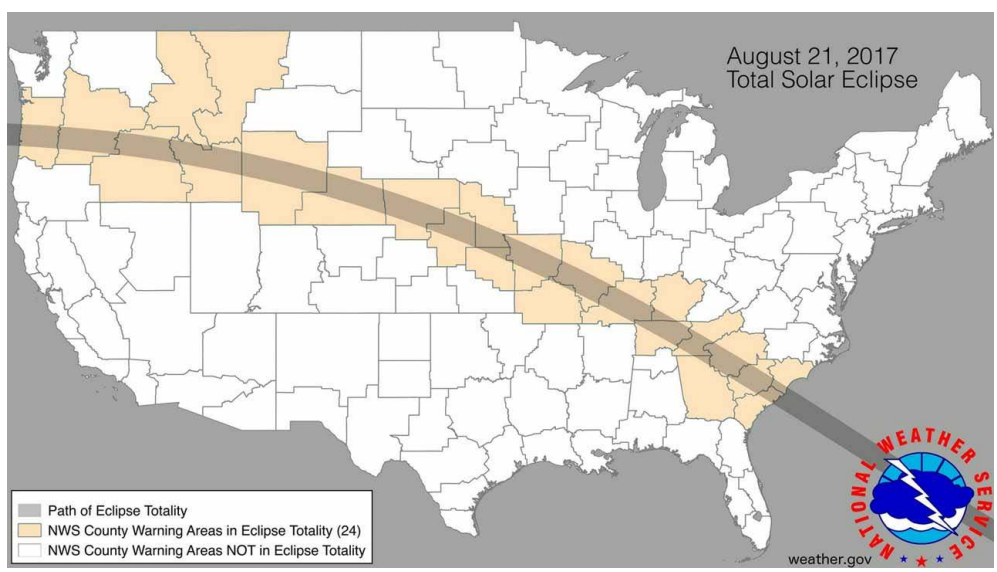 August 21, 2017
Total Solar Eclipse
Path of Eclipse Totality
NWS County Warning Areas in Eclipse Totality (24)
NWS County Warning Areas NOT in Eclipse Totality
NATIONAL WEATHER SERVICE
weather.gov